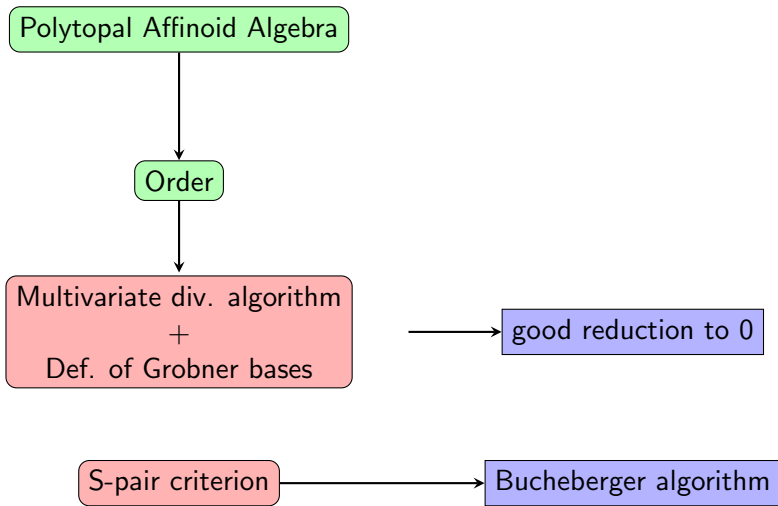 Polytopal Affinoid Algebra
Order
Multivariate div. algorithm
+
Def. of Grobner bases
good reduction to 0
S-pair criterion
Bucheberger algorithm